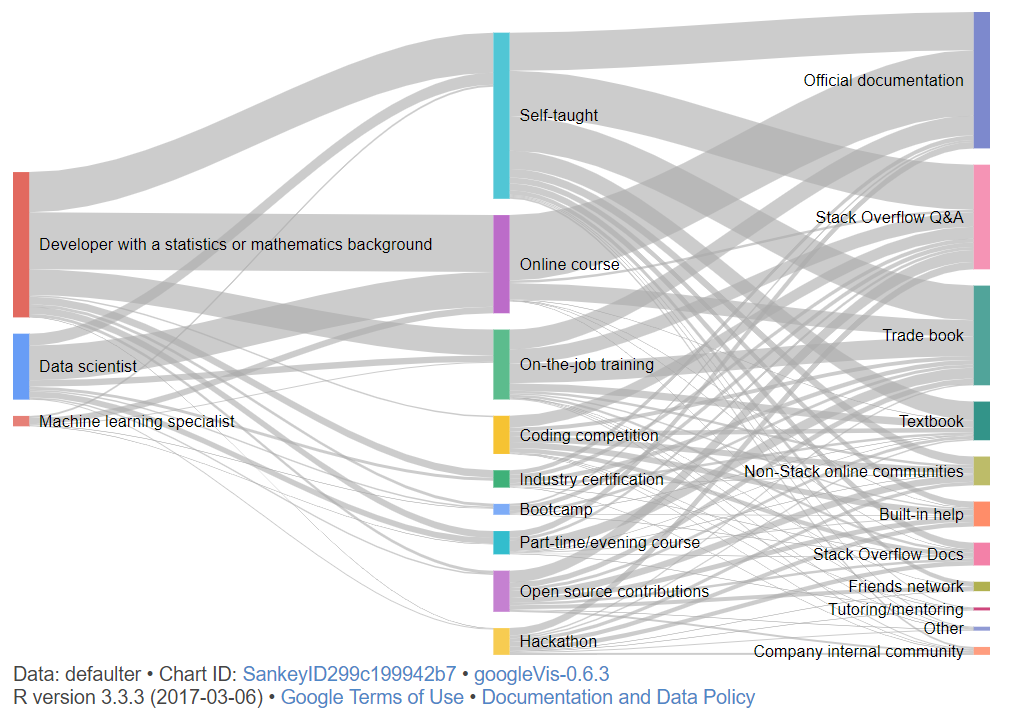 Developer with a statistics or mathematics background
Data scientist
Machine learning specialist
Self-taught
Online course
On-the-job training
Coding competition
Industry certification
Bootcamp
Part-time/evening course
Open source contributions
Hackathon
Official documentation
Stack Overflow Q&A
Trade book
Textbook
Non-Stack online communities
Built-in help
Stack Overflow Docs
Friends network
Tutoring/mentoring
Other
Company internal community
Data: defaulter • Chart ID: SankeyID299c199942b7 • googleVis-0.6.3
R version 3.3.3 (2017-03-06) • Google Terms of Use • Documentation and Data Policy